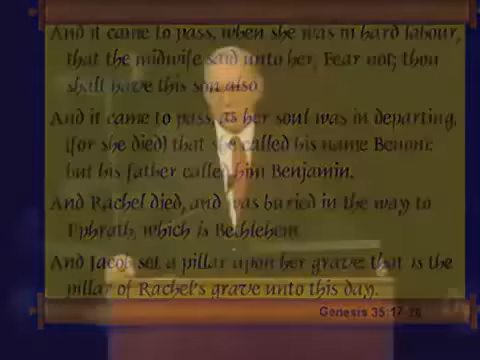 And it came to pass, when she was in hard labour,
that the midwife said unto her, Fear not; thou
shalt have this son also.
And it came to pass, as her soul was in departing,
(for she died) that she called his name Benoni:
but his father called him Benjamin.
And Rachel died, and was buried in the way to
Ephrath, which is Bethlehem.
And Jacob set a pillar upon her grave: that is the
pillar of Rachel's grave unto this day.
Genesis 35:17-20